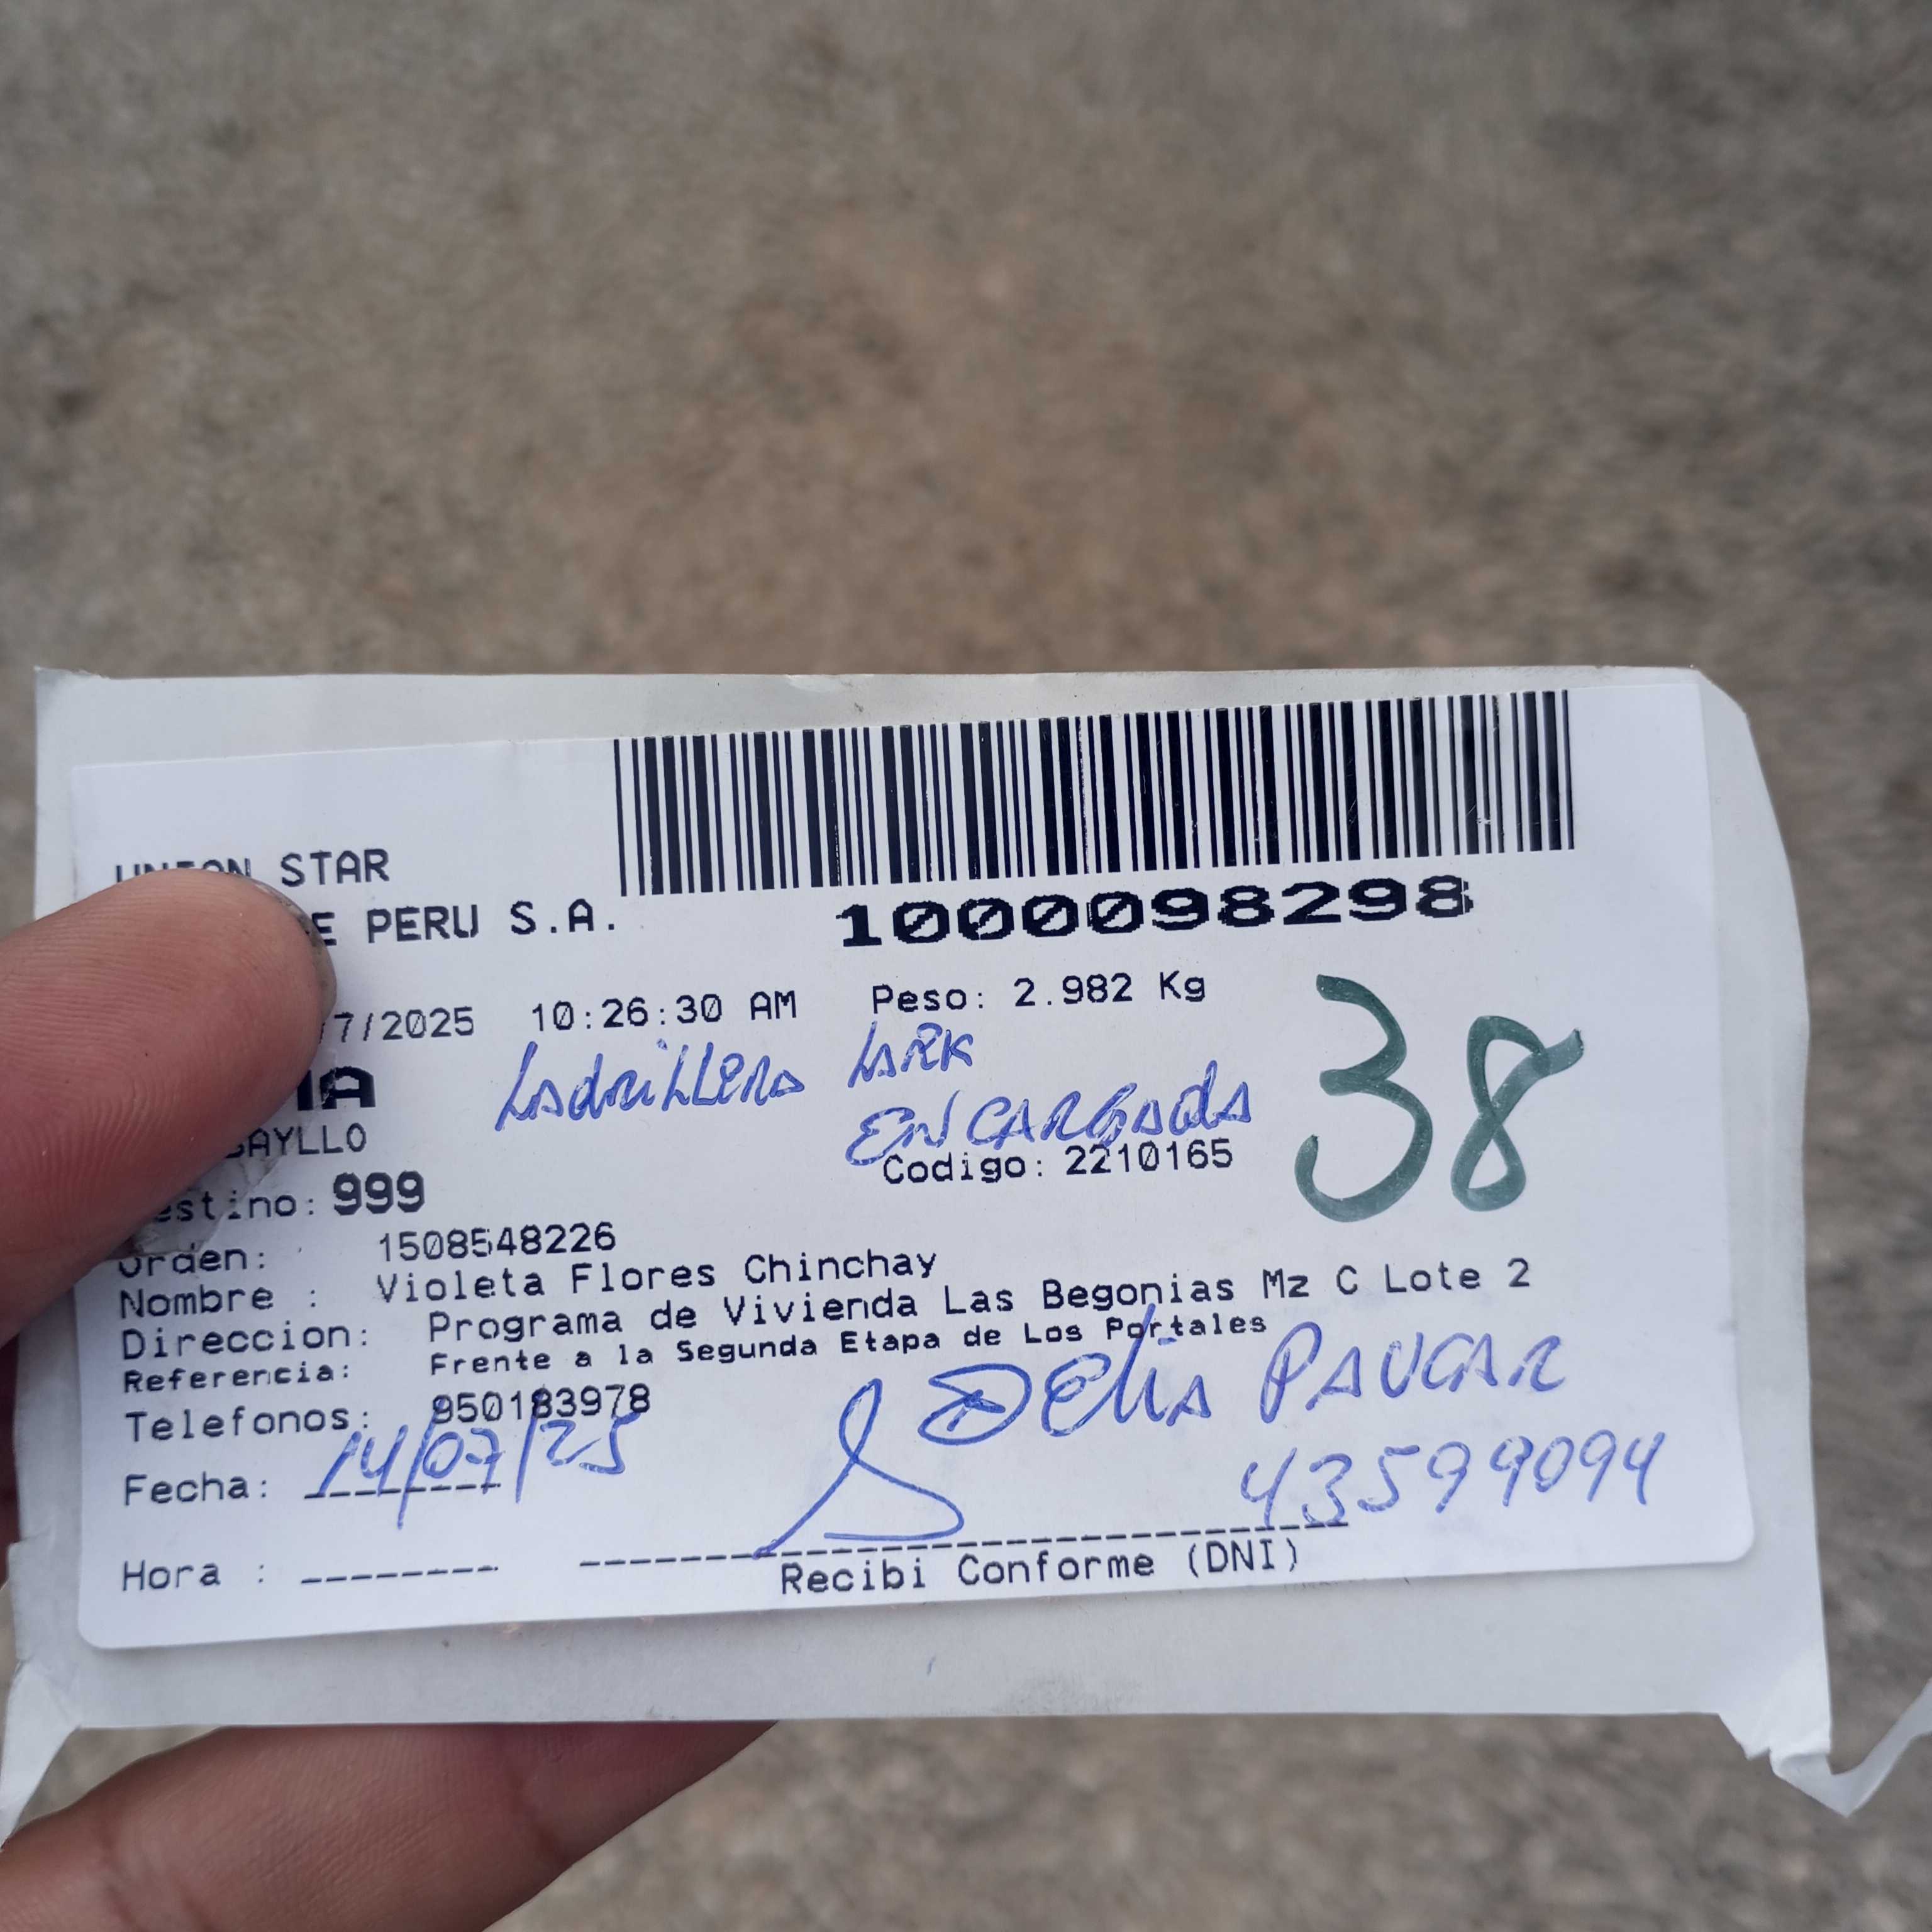 UNION STAR
E PERU S.A.
1000098298
7/2025 10:26:30 AM Peso: 2.982 Kg
38
Ladrillera LARK
ENCARGADA
AYLLO
Codigo: 2210165
estino: 999
Orden: 1508548226
Nombre : Violeta Flores Chinchay
Direccion: Programa de Vivienda Las Begonias Mz C Lote 2
Referencia: Frente a la Segunda Etapa de Los Portales
Telefonos: 950183978
Delia PAUCAR
Fecha: 14/07/25
43599094
Hora :
Recibi Conforme (DNI)